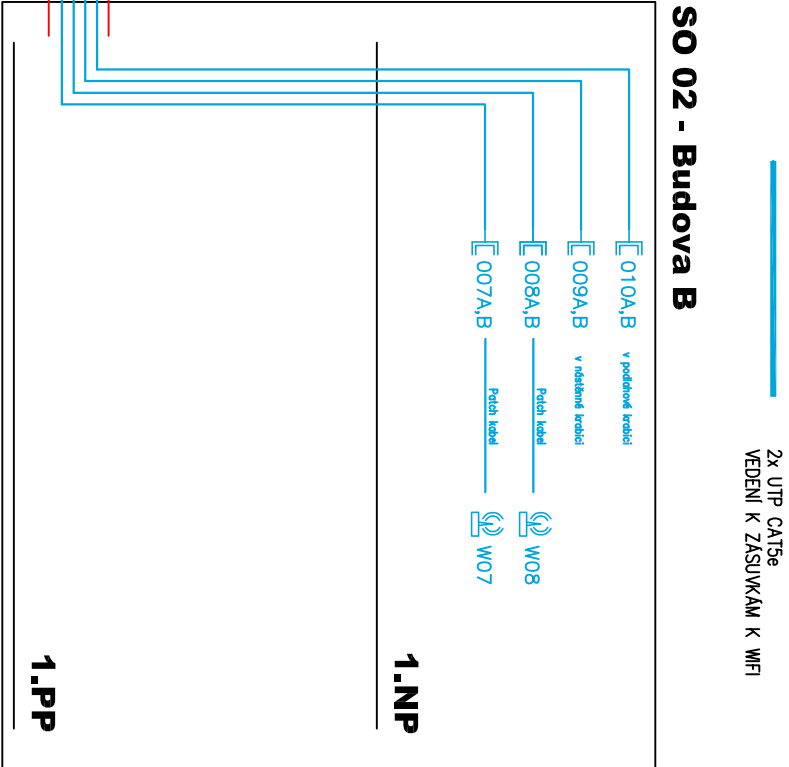 2x UTP CAT5e
VEDENÍ K ZÁSUVKÁM K WIFI
SO 02 - Budova B
010A,B
v podlahové krabici
009A,B
v nástěnné krabici
008A,B
Patch kabel
W08
007A,B
Patch kabel
W07
1.NP
1.PP